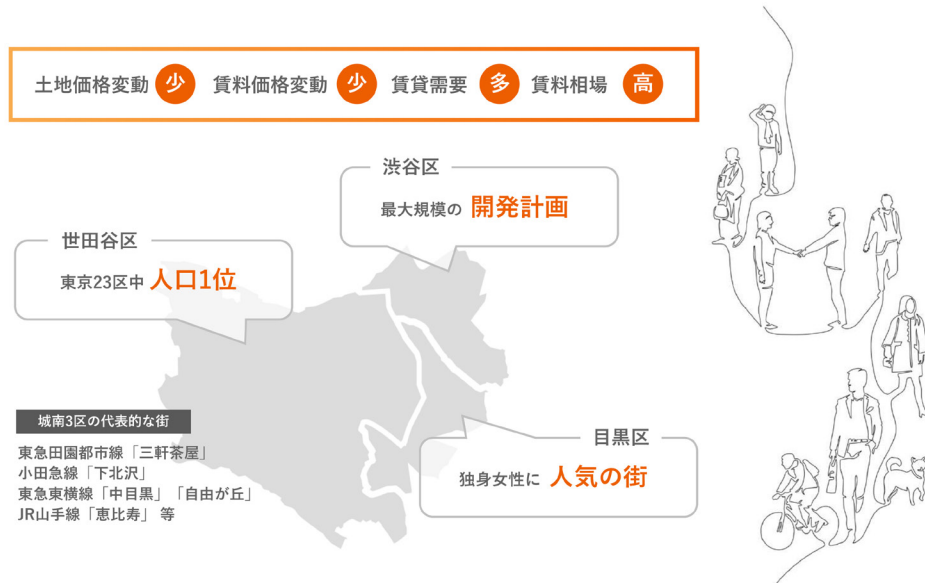 土地価格変動 少 賃料価格変動 少 賃貸需要 多 賃料相場 高
渋谷区
最大規模の 開発計画
世田谷区
東京23区中 人口1位
城南3区の代表的な街
東急田園都市線「三軒茶屋」
小田急線「下北沢」
東急東横線「中目黒」「自由が丘」
JR山手線「恵比寿」 等
目黒区
独身女性に 人気の街